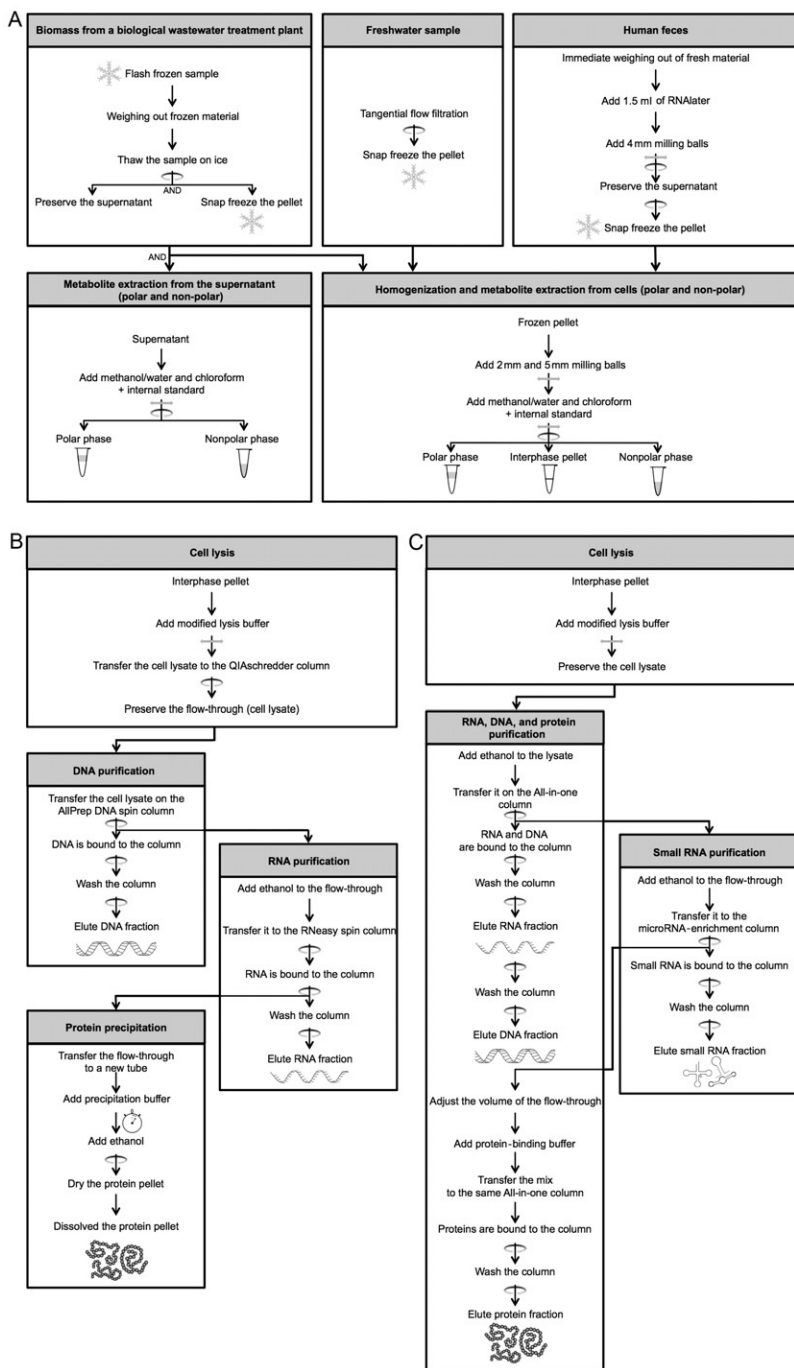 A
Biomass from a biological wastewater treatment plant
Flash frozen sample
Weighing out frozen material
Thaw the sample on ice
AND
Preserve the supernatant
Snap freeze the pellet
Freshwater sample
Tangential flow filtration
Snap freeze the pellet
Human feces
Immediate weighing out of fresh material
Add 1.5 ml of RNAlater
Add 4 mm milling balls
Preserve the supernatant
Snap freeze the pellet
AND
Metabolite extraction from the supernatant
(polar and non-polar)
Supernatant
Add methanol/water and chloroform
+ internal standard
Polar phase
Nonpolar phase
Homogenization and metabolite extraction from cells (polar and non-polar)
Frozen pellet
Add 2 mm and 5 mm milling balls
Add methanol/water and chloroform
+ internal standard
Polar phase
Interphase pellet
Nonpolar phase
B
Cell lysis
Interphase pellet
Add modified lysis buffer
Transfer the cell lysate to the QIAschredder column
Preserve the flow-through (cell lysate)
DNA purification
Transfer the cell lysate on the
AllPrep DNA spin column
DNA is bound to the column
Wash the column
Elute DNA fraction
RNA purification
Add ethanol to the flow-through
Transfer it to the RNeasy spin column
RNA is bound to the column
Wash the column
Elute RNA fraction
Protein precipitation
Transfer the flow-through
to a new tube
Add precipitation buffer
Add ethanol
Dry the protein pellet
Dissolved the protein pellet
C
Cell lysis
Interphase pellet
Add modified lysis buffer
Preserve the cell lysate
RNA, DNA, and protein
purification
Add ethanol to the lysate
Transfer it on the All-in-one
column
RNA and DNA
are bound to the column
Wash the column
Elute RNA fraction
Wash the column
Elute DNA fraction
Adjust the volume of the flow-through
Add protein-binding buffer
Transfer the mix
to the same All-in-one column
Proteins are bound to the column
Wash the column
Elute protein fraction
Small RNA purification
Add ethanol to the flow-through
Transfer it to the
microRNA-enrichment column
Small RNA is bound to the column
Wash the column
Elute small RNA fraction